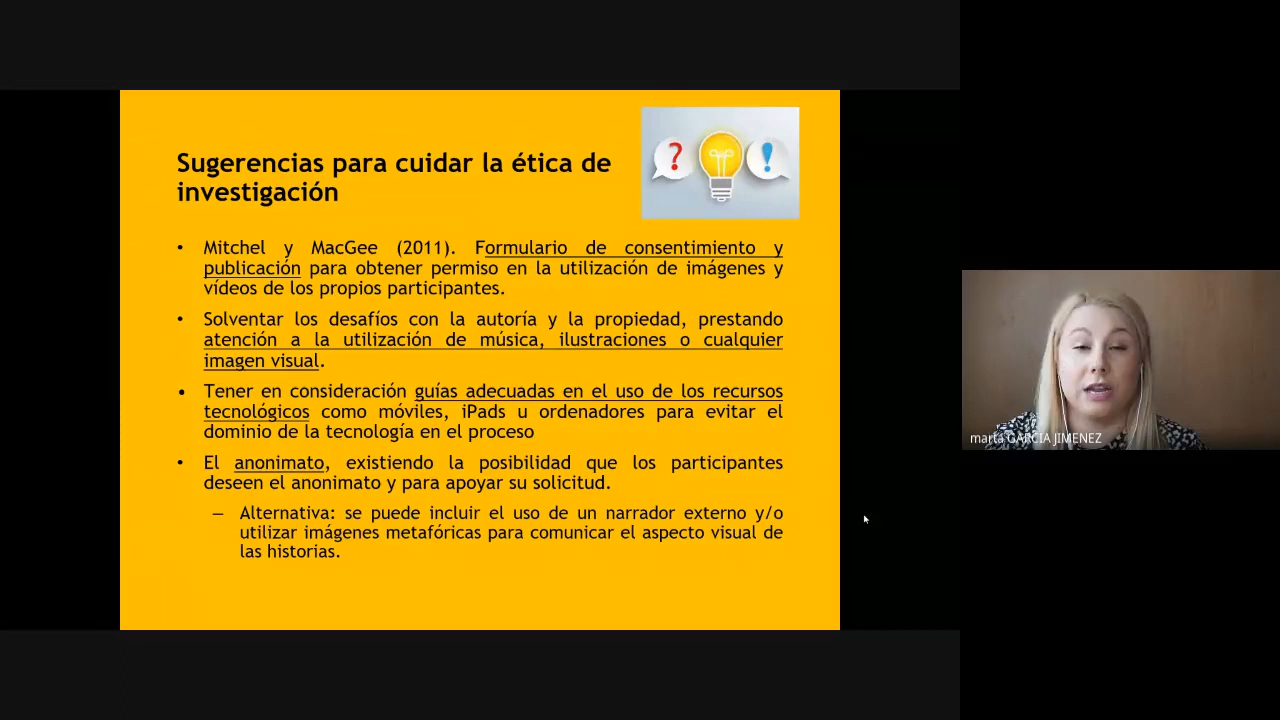 Sugerencias para cuidar la ética de
investigación
• Mitchel y MacGee (2011). Formulario de consentimiento y
publicación para obtener permiso en la utilización de imágenes y
vídeos de los propios participantes.
• Solventar los desafíos con la autoría y la propiedad, prestando
atención a la utilización de música, ilustraciones o cualquier
imagen visual.
• Tener en consideración guías adecuadas en el uso de los recursos
tecnológicos como móviles, iPads u ordenadores para evitar el
dominio de la tecnología en el proceso
• El anonimato, existiendo la posibilidad que los participantes
deseen el anonimato y para apoyar su solicitud.
– Alternativa: se puede incluir el uso de un narrador externo y/o
utilizar imágenes metafóricas para comunicar el aspecto visual de
las historias.
? !
marta GARCIA JIMENEZ